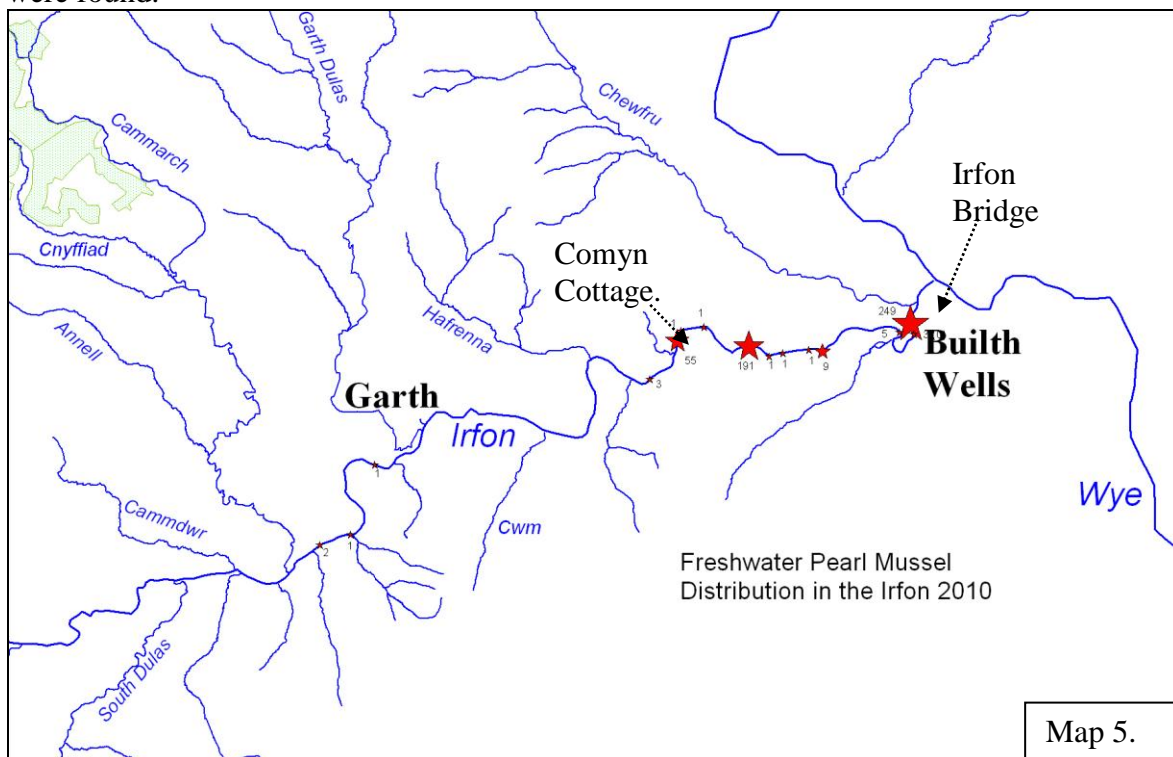 were found.
Garth Dulas
Chewfru
Cammarch
Irfon
Bridge
Cnyffiad
Comyn
Cottage.
Hafrenna
Annell
1
1
249
5
55
191
1
1
1
9
3
Builth
Wells
Garth
Irfon
1
Wye
Cammdwr
Cwm
2
1
Freshwater Pearl Mussel
Distribution in the Irfon 2010
South Dulas
Map 5.